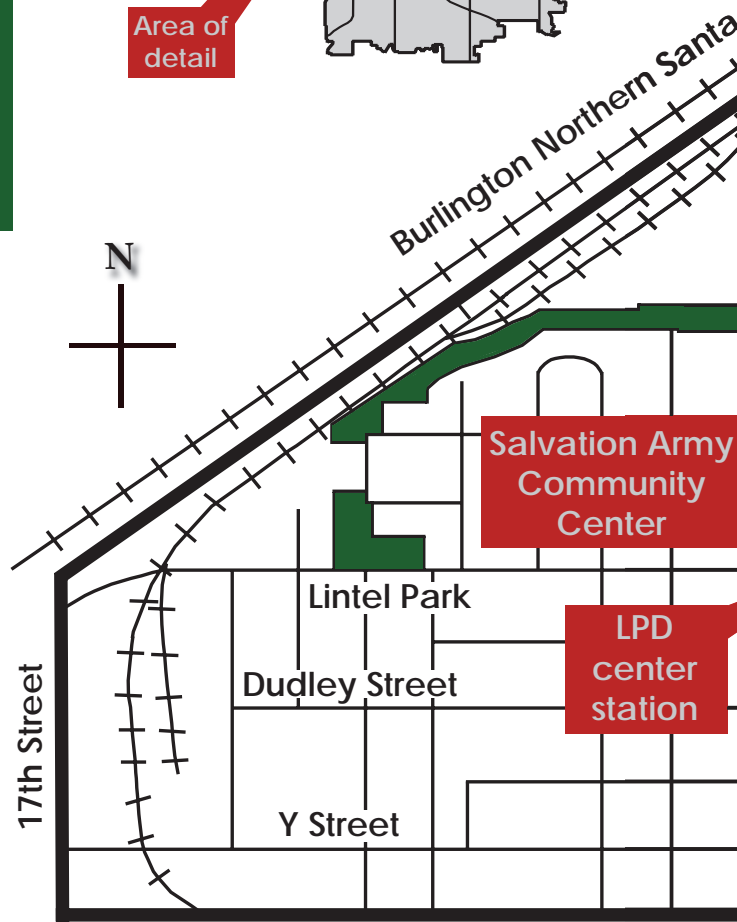 Area of
detail
Burlington Northern Santa
N
Salvation Army
Community
Center
Lintel Park
LPD
center
station
Dudley Street
17th Street
Y Street